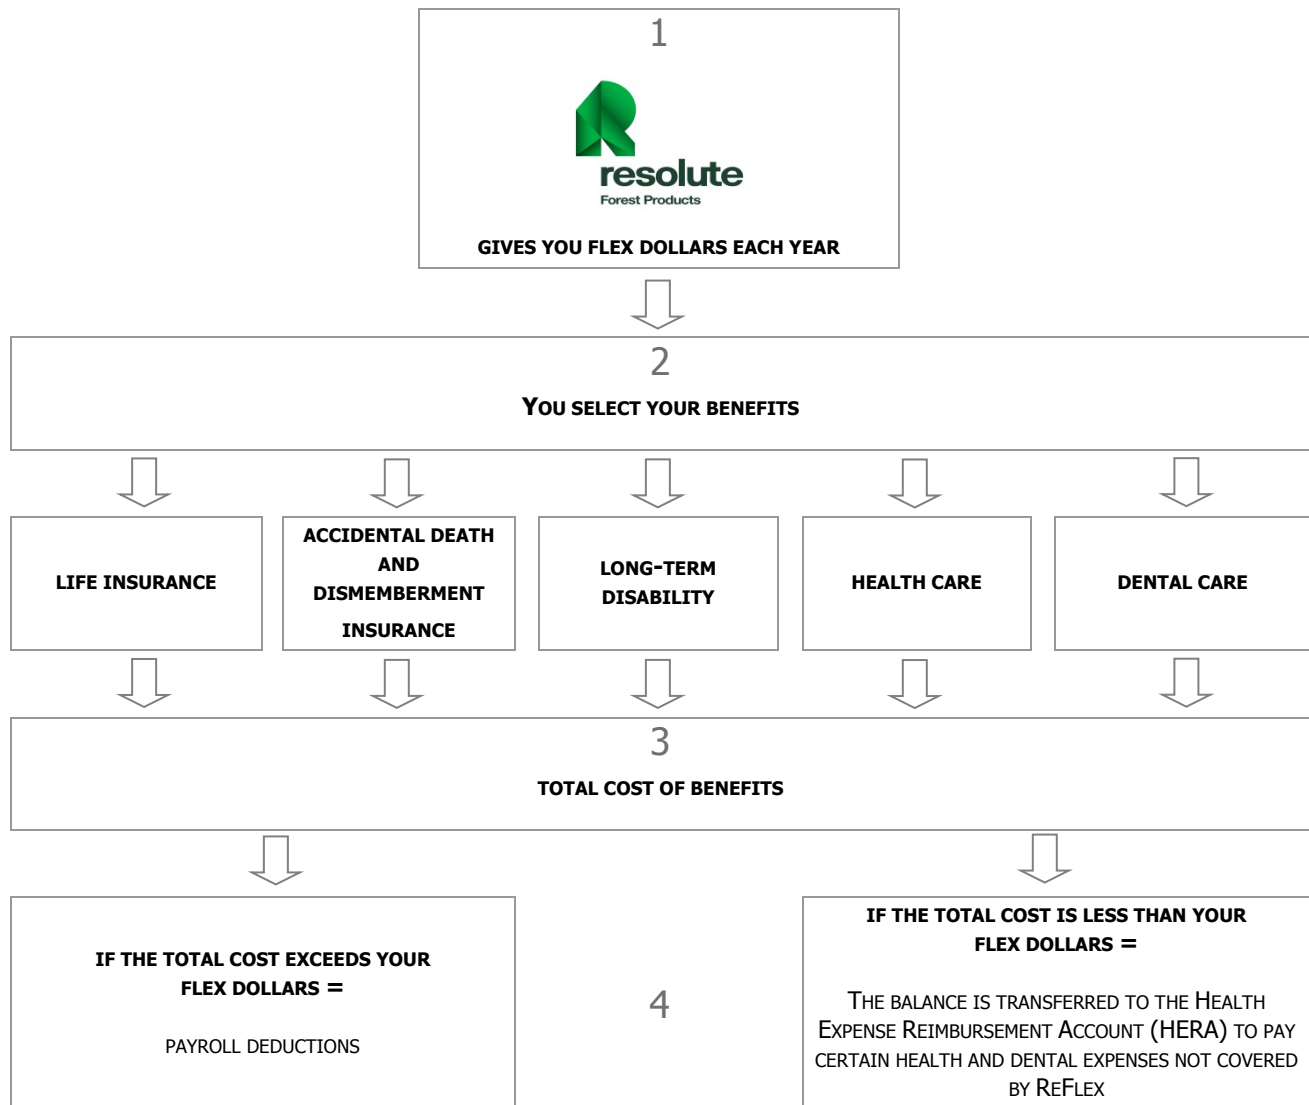 1
resolute
Forest Products
GIVES YOU FLEX DOLLARS EACH YEAR
2
YOU SELECT YOUR BENEFITS
LIFE INSURANCE
ACCIDENTAL DEATH
AND
DISMEMBERMENT
INSURANCE
LONG-TERM
DISABILITY
HEALTH CARE
DENTAL CARE
3
TOTAL COST OF BENEFITS
IF THE TOTAL COST EXCEEDS YOUR
FLEX DOLLARS =
PAYROLL DEDUCTIONS
4
IF THE TOTAL COST IS LESS THAN YOUR
FLEX DOLLARS =
THE BALANCE IS TRANSFERRED TO THE HEALTH
EXPENSE REIMBURSEMENT ACCOUNT (HERA) TO PAY
CERTAIN HEALTH AND DENTAL EXPENSES NOT COVERED
BY REFLEX